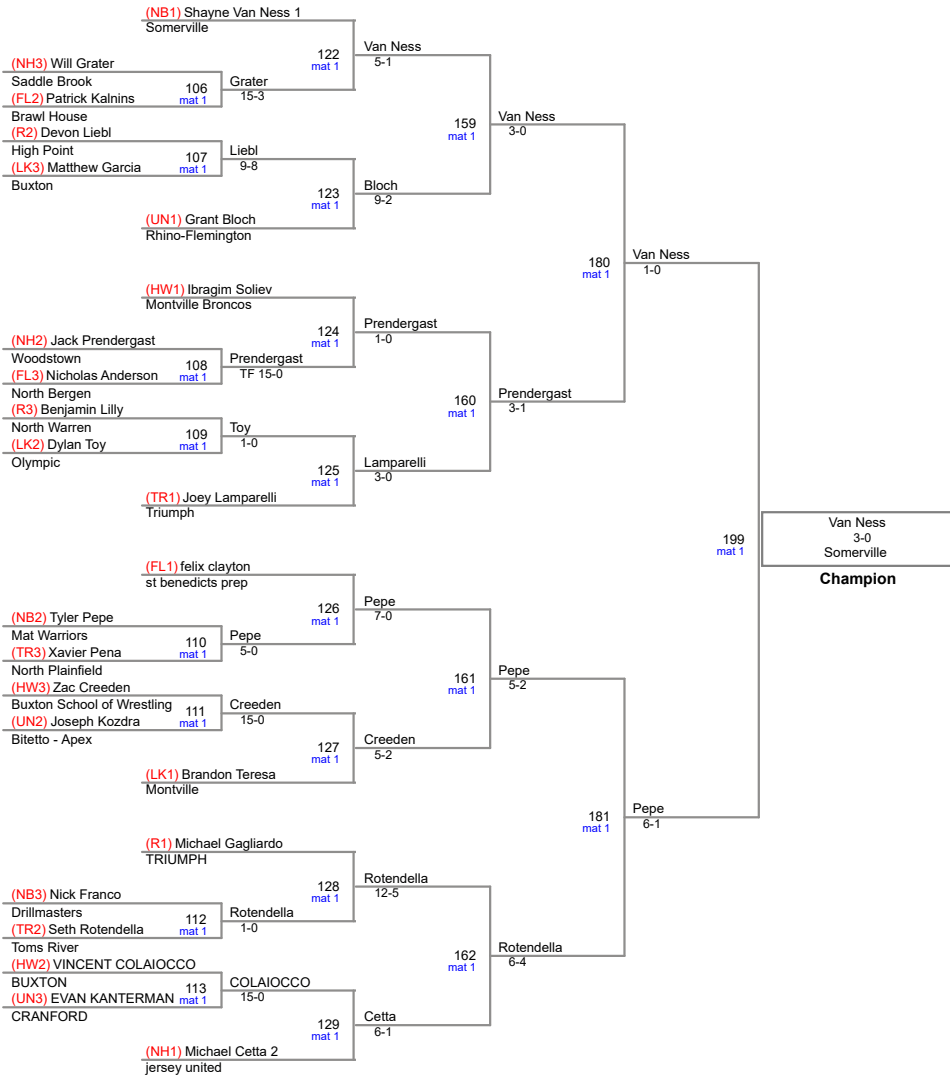 (NB1) Shayne Van Ness 1
Somerville
122
mat 1
Van Ness
5-1
(NH3) Will Grater
Saddle Brook
106
mat 1
Grater
15-3
(FL2) Patrick Kalnins
Brawl House
159
mat 1
Van Ness
3-0
(R2) Devon Liebl
High Point
107
mat 1
Liebl
9-8
(LK3) Matthew Garcia
Buxton
123
mat 1
Bloch
9-2
(UN1) Grant Bloch
Rhino-Flemington
180
mat 1
Van Ness
1-0
(HW1) Ibragim Soliev
Montville Broncos
124
mat 1
Prendergast
1-0
(NH2) Jack Prendergast
Woodstown
108
mat 1
Prendergast
TF 15-0
(FL3) Nicholas Anderson
North Bergen
160
mat 1
Prendergast
3-1
(R3) Benjamin Lilly
North Warren
109
mat 1
Toy
1-0
(LK2) Dylan Toy
Olympic
125
mat 1
Lamparelli
3-0
(TR1) Joey Lamparelli
Triumph
199
mat 1
Van Ness
3-0
Somerville
Champion
(FL1) felix clayton
st benedicts prep
126
mat 1
Pepe
7-0
(NB2) Tyler Pepe
Mat Warriors
110
mat 1
Pepe
5-0
(TR3) Xavier Pena
North Plainfield
161
mat 1
Pepe
5-2
(HW3) Zac Creeden
Buxton School of Wrestling
111
mat 1
Creeden
15-0
(UN2) Joseph Kozdra
Bitetto - Apex
127
mat 1
Creeden
5-2
(LK1) Brandon Teresa
Montville
181
mat 1
Pepe
6-1
(R1) Michael Gagliardo
TRIUMPH
128
mat 1
Rotendella
12-5
(NB3) Nick Franco
Drillmasters
112
mat 1
Rotendella
1-0
(TR2) Seth Rotendella
Toms River
162
mat 1
Rotendella
6-4
(HW2) VINCENT COLAIOCCO
BUXTON
113
mat 1
COLAIOCCO
15-0
(UN3) EVAN KANTERMAN
CRANFORD
129
mat 1
Cetta
6-1
(NH1) Michael Cetta 2
jersey united